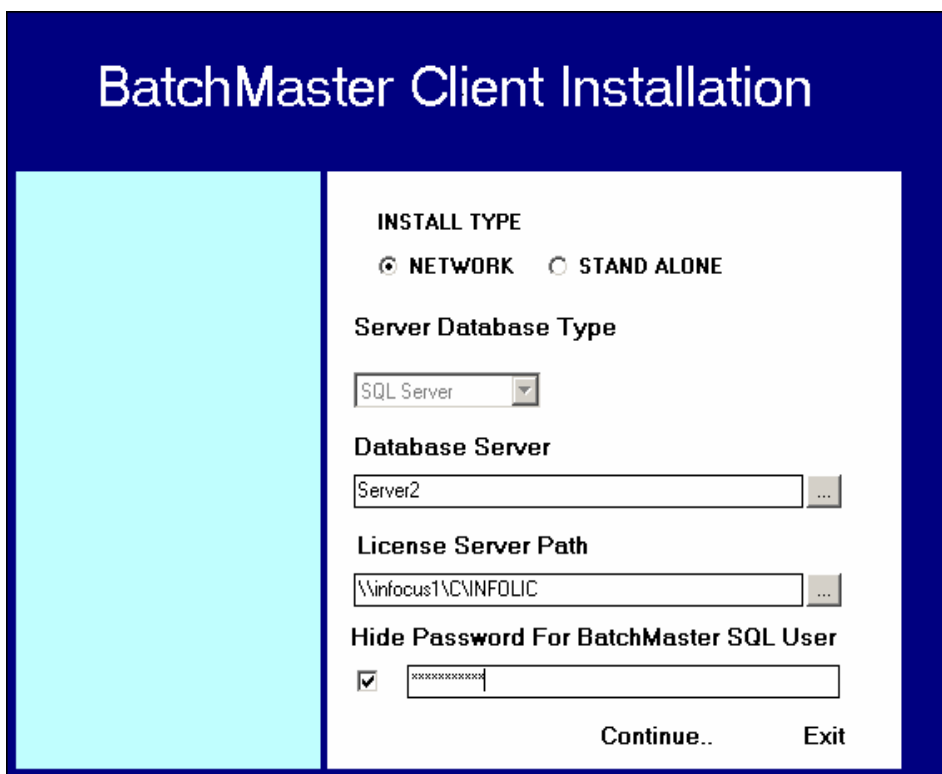 BatchMaster Client Installation
INSTALL TYPE
NETWORK STAND ALONE
Server Database Type
SQL Server
Database Server
Server2 ...
License Server Path
\\infocus1\C\INFOLIC ...
Hide Password For BatchMaster SQL User
***********
Continue.. Exit